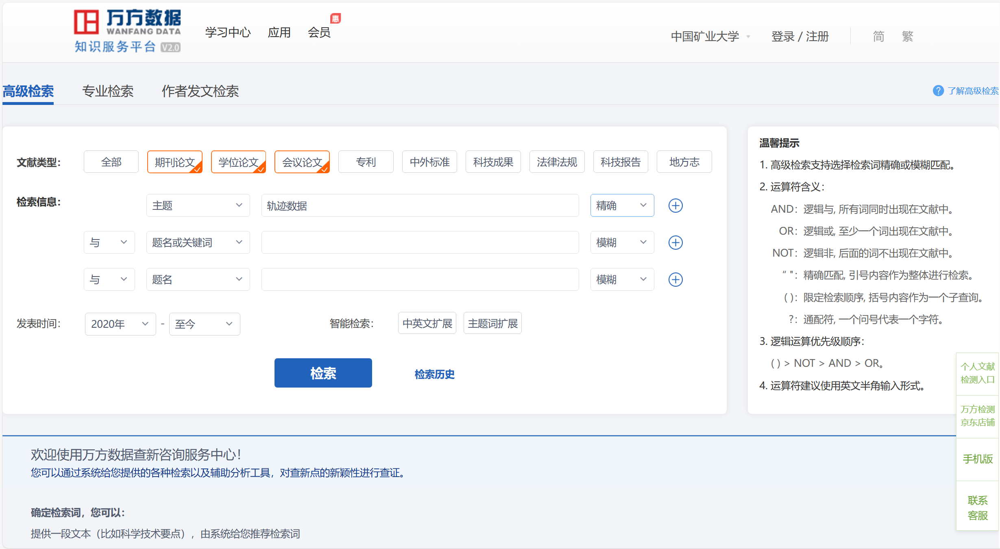 万方数据
WANFANG DATA
知识服务平台 V2.0
学习中心 应用 会员 惠
中国矿业大学 登录 / 注册 简 繁
高级检索 专业检索 作者发文检索
? 了解高级检索
文献类型： 全部 期刊论文 学位论文 会议论文 专利 中外标准 科技成果 法律法规 科技报告 地方志
检索信息： 主题 轨迹数据 精确
与 题名或关键词 模糊
与 题名 模糊
发表时间： 2020年 - 至今 智能检索： 中英文扩展 主题词扩展
检索 检索历史
温馨提示
1. 高级检索支持选择检索词精确或模糊匹配。
2. 运算符含义：
AND： 逻辑与, 所有词同时出现在文献中。
OR： 逻辑或, 至少一个词出现在文献中。
NOT： 逻辑非, 后面的词不出现在文献中。
“ "： 精确匹配, 引号内容作为整体进行检索。
( )： 限定检索顺序, 括号内容作为一个子查询。
?： 通配符, 一个问号代表一个字符。
3. 逻辑运算优先级顺序：
( ) > NOT > AND > OR。
4. 运算符建议使用英文半角输入形式。
个人文献
检测入口
万方检测
京东店铺
手机版
联系
客服
欢迎使用万方数据查新咨询服务中心！
您可以通过系统给您提供的各种检索以及辅助分析工具，对查新点的新颖性进行查证。
确定检索词，您可以：
提供一段文本（比如科学技术要点），由系统给您推荐检索词